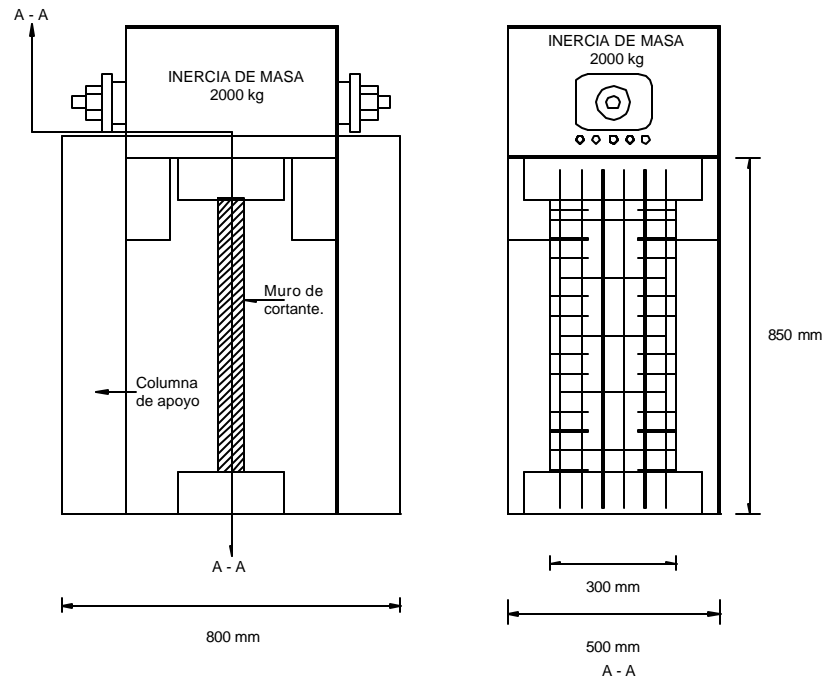 A - A
INERCIA DE MASA
2000 kg
Muro de
cortante.
Columna
de apoyo
A - A
800 mm
INERCIA DE MASA
2000 kg
850 mm
300 mm
500 mm
A - A